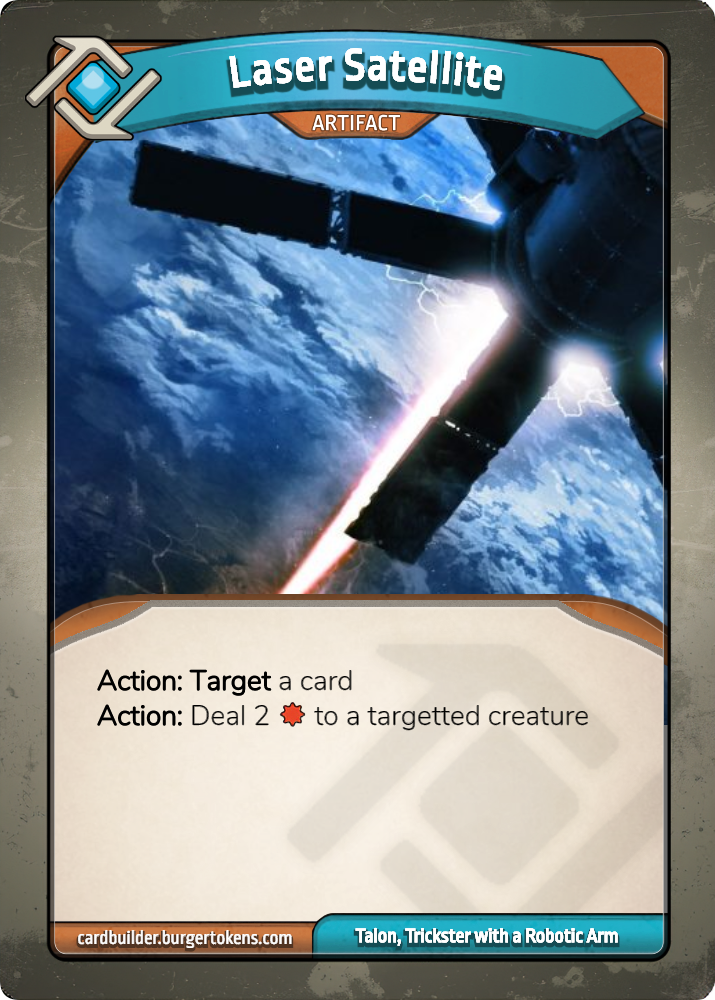 Laser Satellite
ARTIFACT
Action: Target a card
Action: Deal 2 to a targetted creature
cardbuilder.burgertokens.com
Talon, Trickster with a Robotic Arm